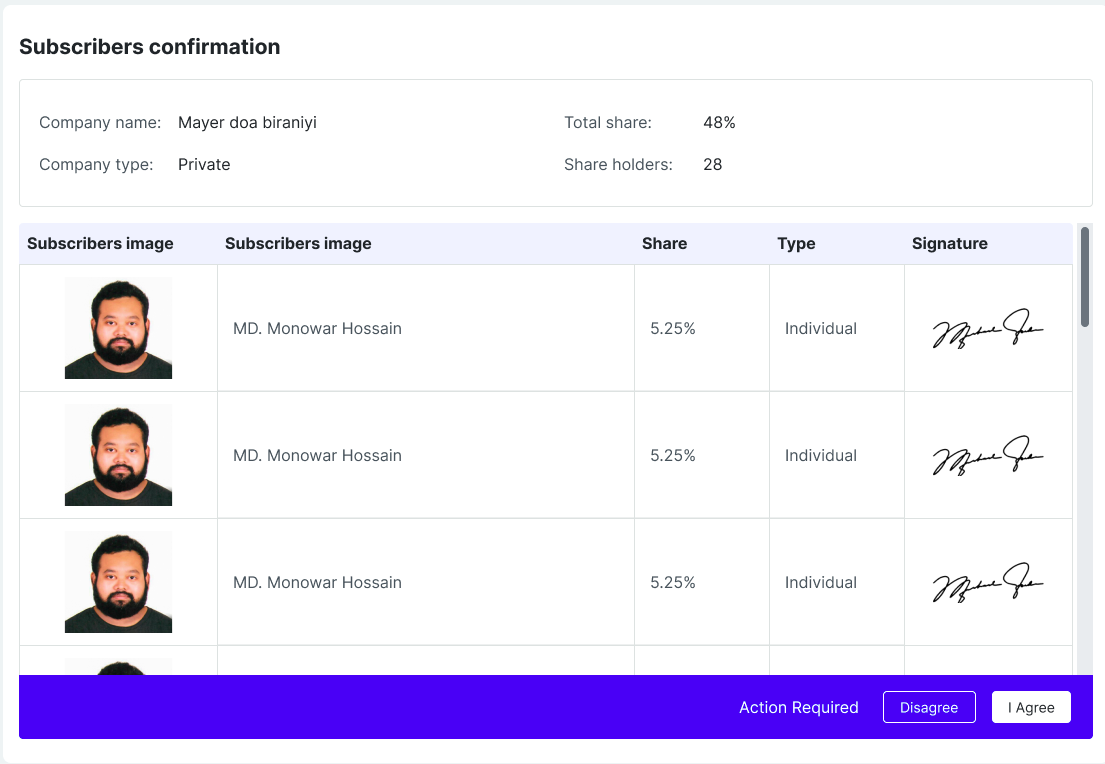 Subscribers confirmation
Company name: Mayer doa biraniyi Total share: 48%
Company type: Private Share holders: 28
Subscribers image Subscribers image Share Type Signature
MD. Monowar Hossain 5.25% Individual
MD. Monowar Hossain 5.25% Individual
MD. Monowar Hossain 5.25% Individual
Action Required Disagree I Agree